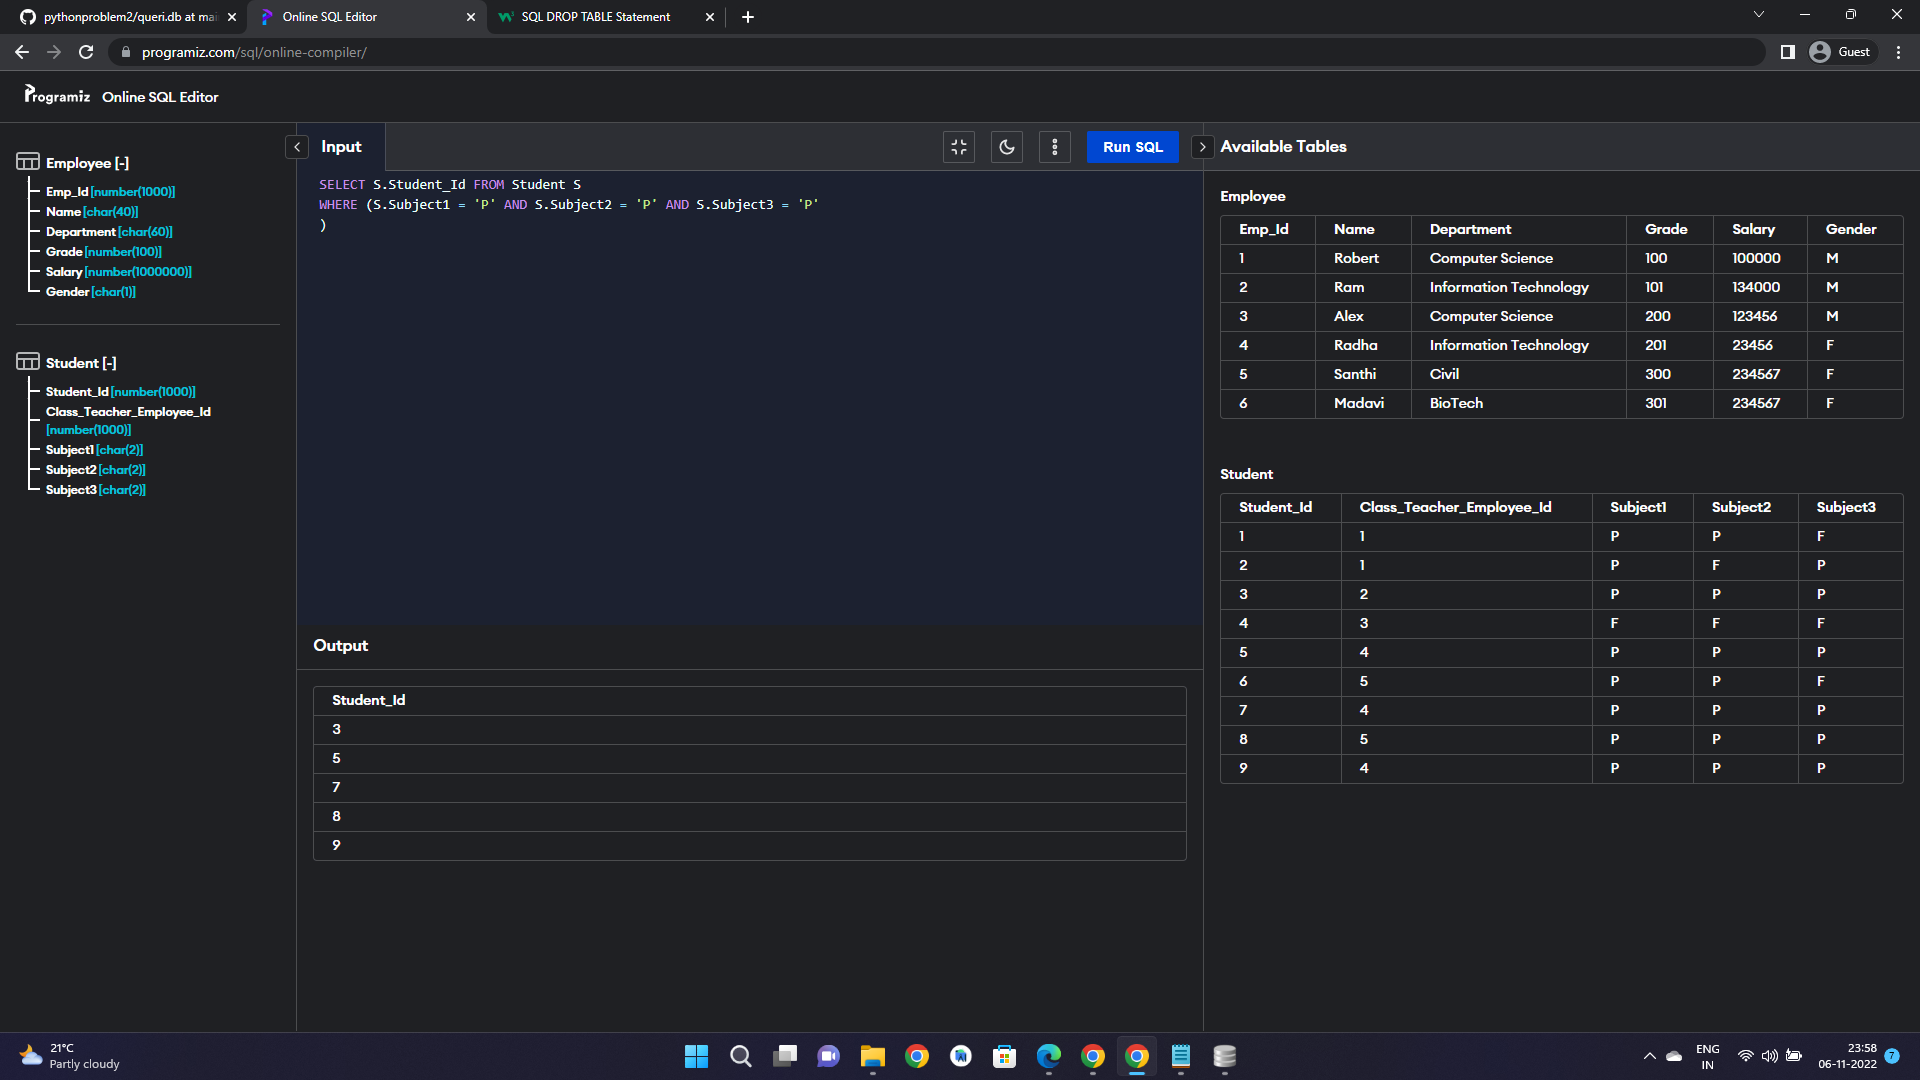 pythonproblem2/queri.db at mai
Online SQL Editor
SQL DROP TABLE Statement
programiz.com/sql/online-compiler/
Guest
Programiz Online SQL Editor
Employee [-]
Emp_Id [number(1000)]
Name [char(40)]
Department [char(60)]
Grade [number(100)]
Salary [number(1000000)]
Gender [char(1)]
Student [-]
Student_Id [number(1000)]
Class_Teacher_Employee_Id
[number(1000)]
Subject1 [char(2)]
Subject2 [char(2)]
Subject3 [char(2)]
Input
Run SQL
SELECT S.Student_Id FROM Student S
WHERE (S.Subject1 = 'P' AND S.Subject2 = 'P' AND S.Subject3 = 'P'
)
Output
Student_Id
3
5
7
8
9
Available Tables
Employee
Emp_Id Name Department Grade Salary Gender
1 Robert Computer Science 100 100000 M
2 Ram Information Technology 101 134000 M
3 Alex Computer Science 200 123456 M
4 Radha Information Technology 201 23456 F
5 Santhi Civil 300 234567 F
6 Madavi BioTech 301 234567 F
Student
Student_Id Class_Teacher_Employee_Id Subject1 Subject2 Subject3
1 1 P P F
2 1 P F P
3 2 P P P
4 3 F F F
5 4 P P P
6 5 P P F
7 4 P P P
8 5 P P P
9 4 P P P
21°C
Partly cloudy
ENG
IN
23:58
06-11-2022
7